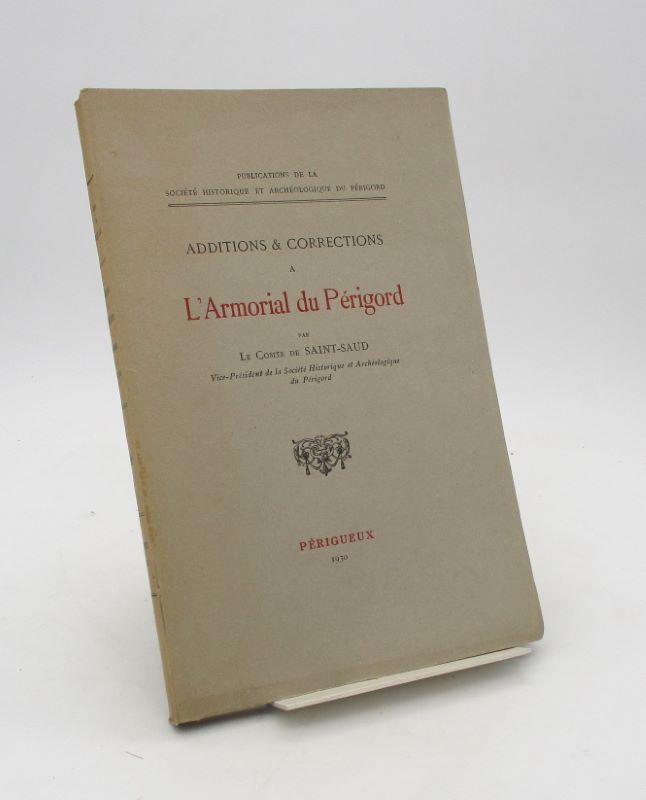 PUBLICATIONS DE LA
SOCIÉTÉ HISTORIQUE ET ARCHÉOLOGIQUE DU PÉRIGORD
ADDITIONS & CORRECTIONS
A
L'Armorial du Périgord
PAR
LE COMTE DE SAINT-SAUD
Vice-Président de la Société Historique et Archéologique
du Périgord
PÉRIGUEUX
1930